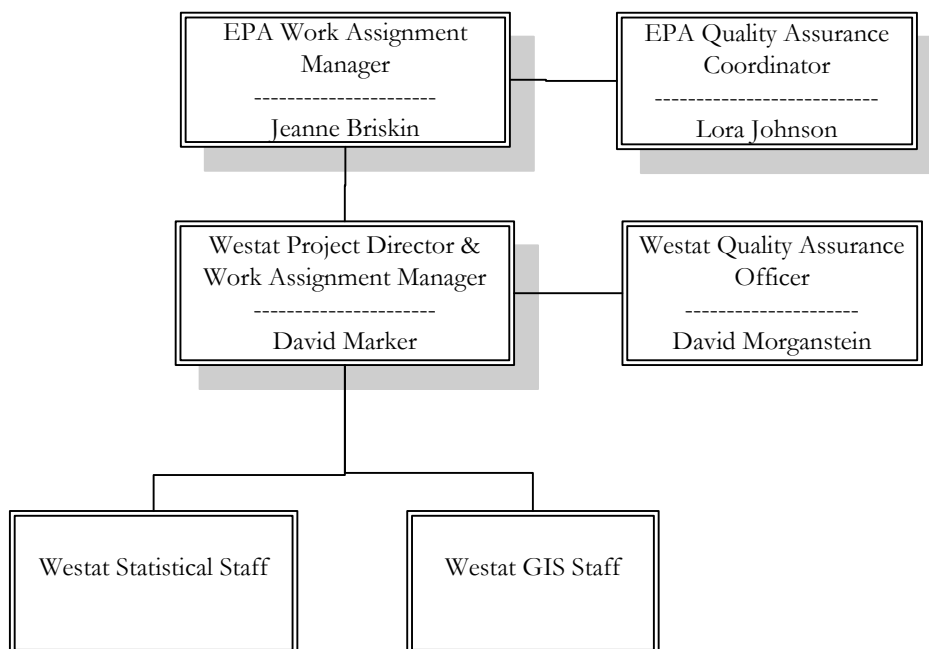 EPA Work Assignment
Manager
----------------------
Jeanne Briskin
EPA Quality Assurance
Coordinator
---------------------------
Lora Johnson
Westat Project Director &
Work Assignment Manager
----------------------
David Marker
Westat Quality Assurance
Officer
---------------------
David Morganstein
Westat Statistical Staff
Westat GIS Staff